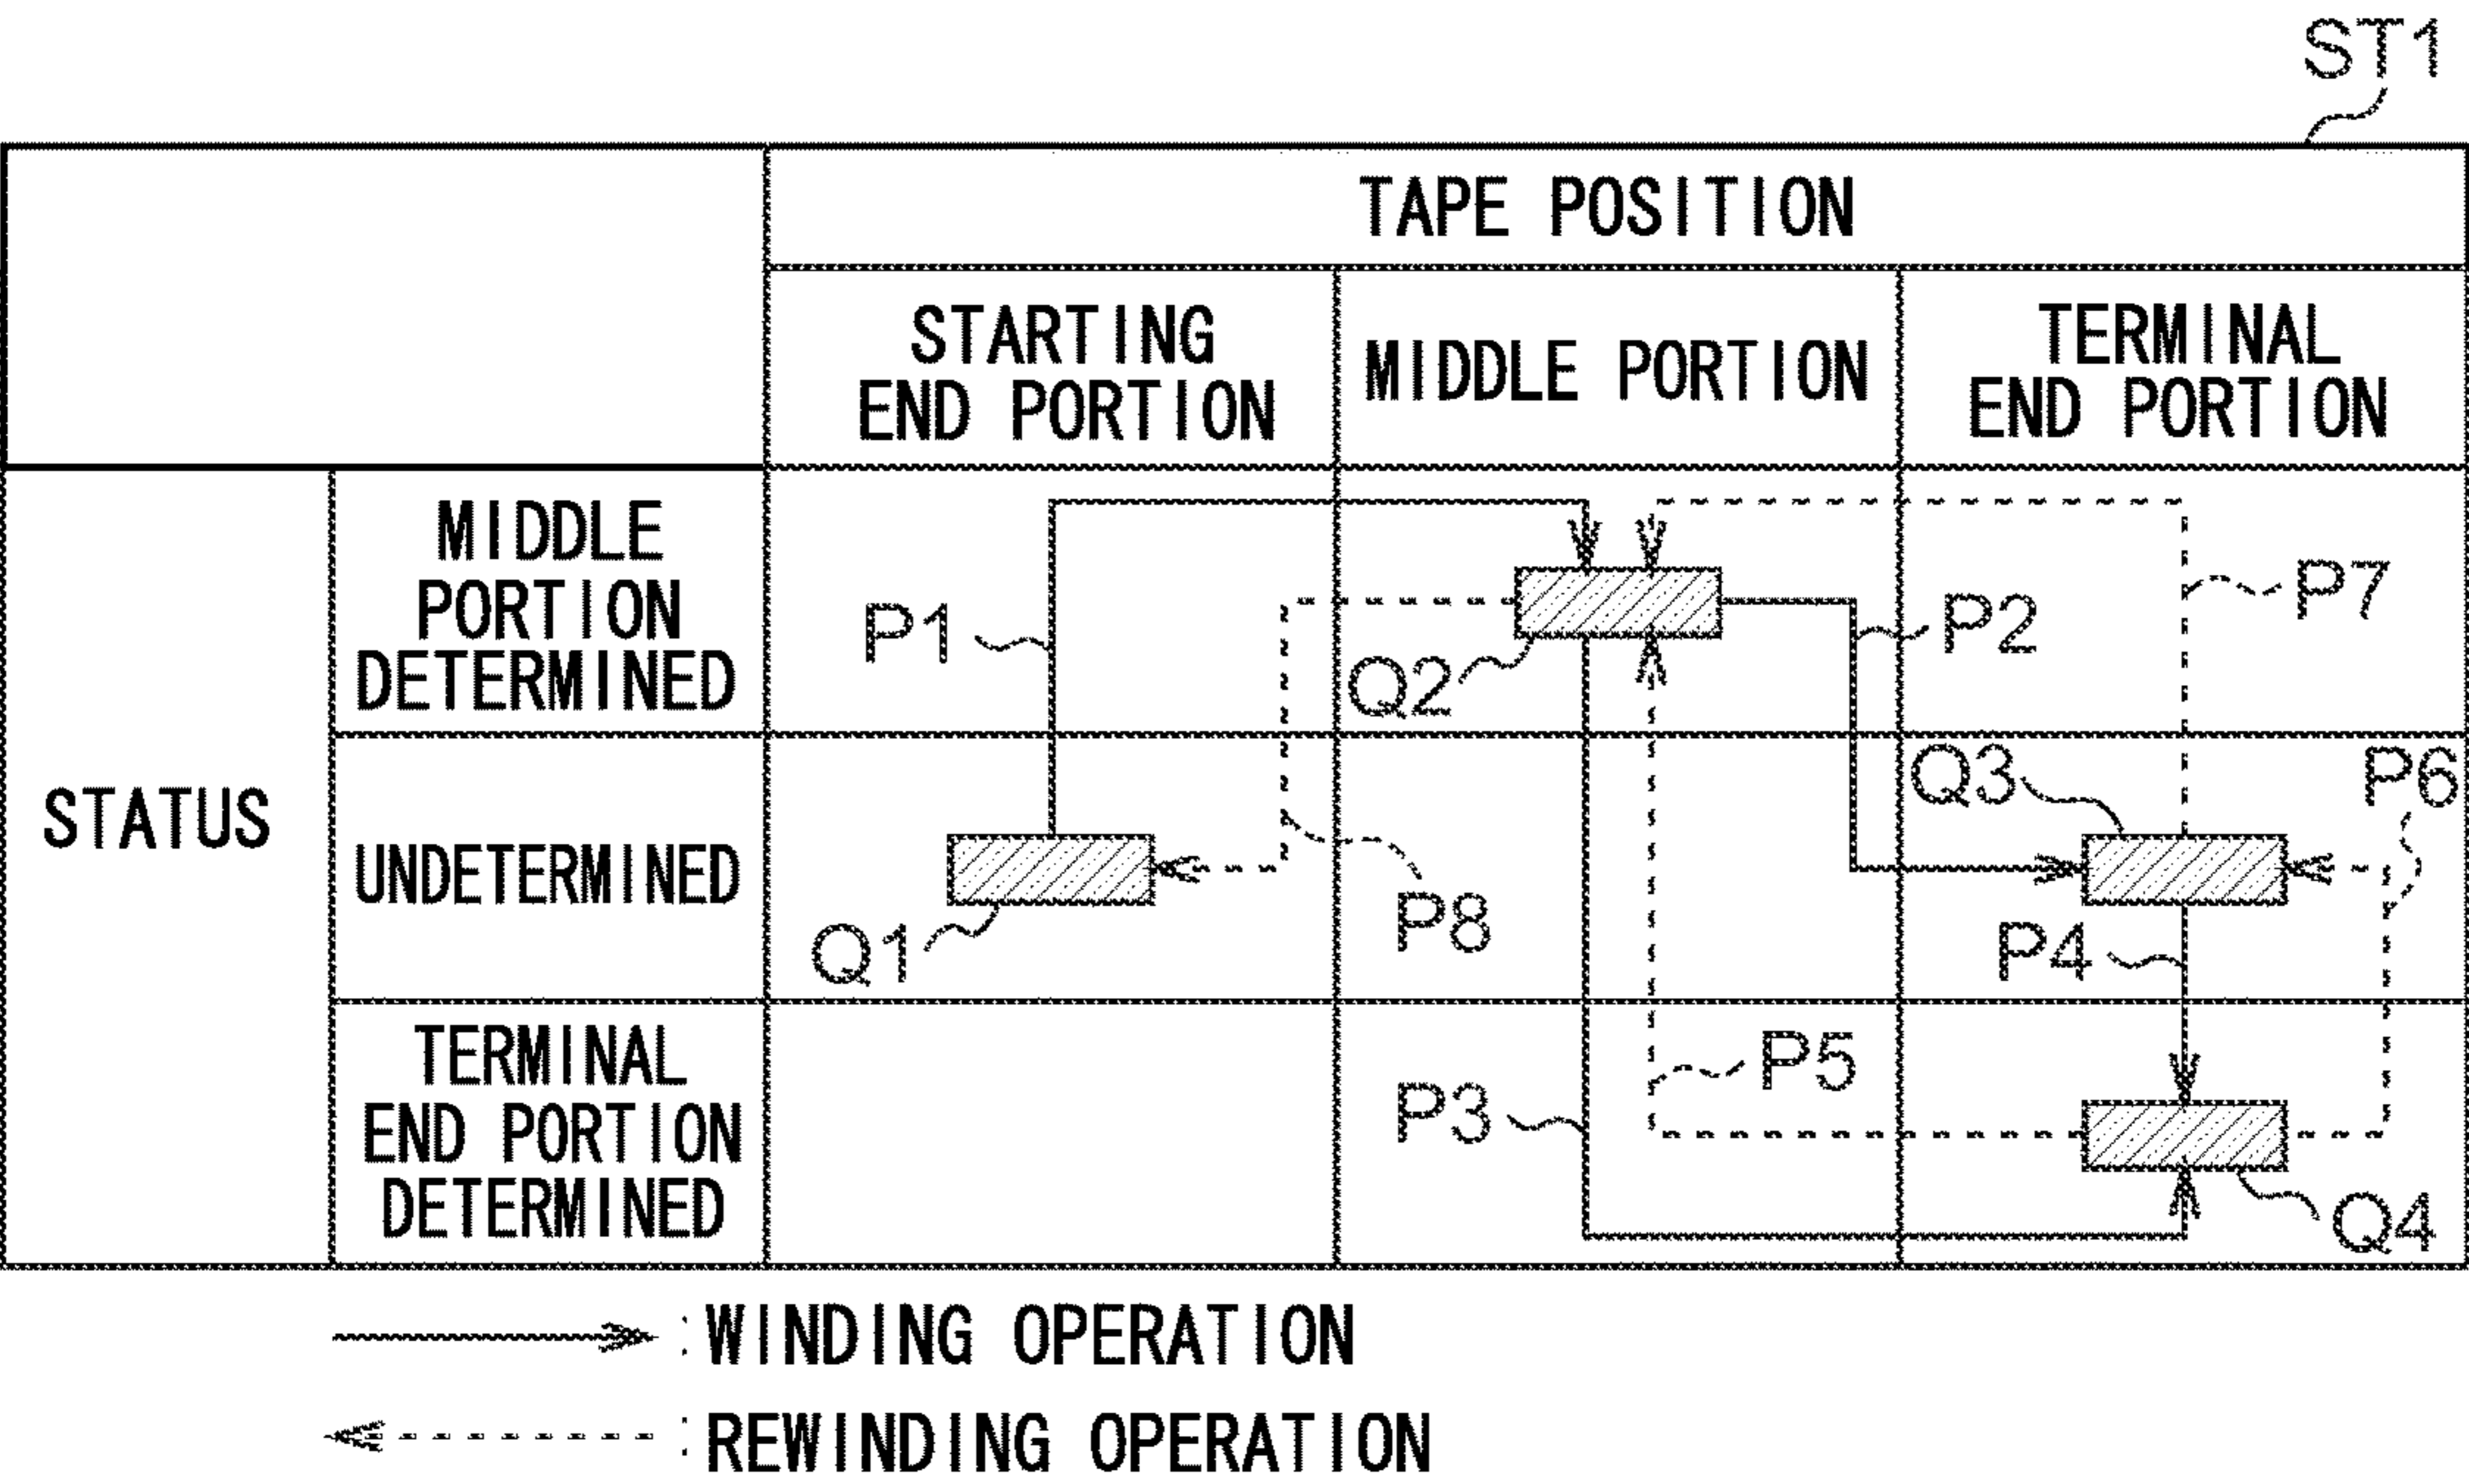 ST1
TAPE POSITION
STARTING
END PORTION
MIDDLE PORTION
TERMINAL
END PORTION
STATUS
MIDDLE
PORTION
DETERMINED
P1
Q2
P2
P7
UNDETERMINED
Q1
P8
Q3
P6
P4
TERMINAL
END PORTION
DETERMINED
P3
P5
Q4
: WINDING OPERATION
: REWINDING OPERATION